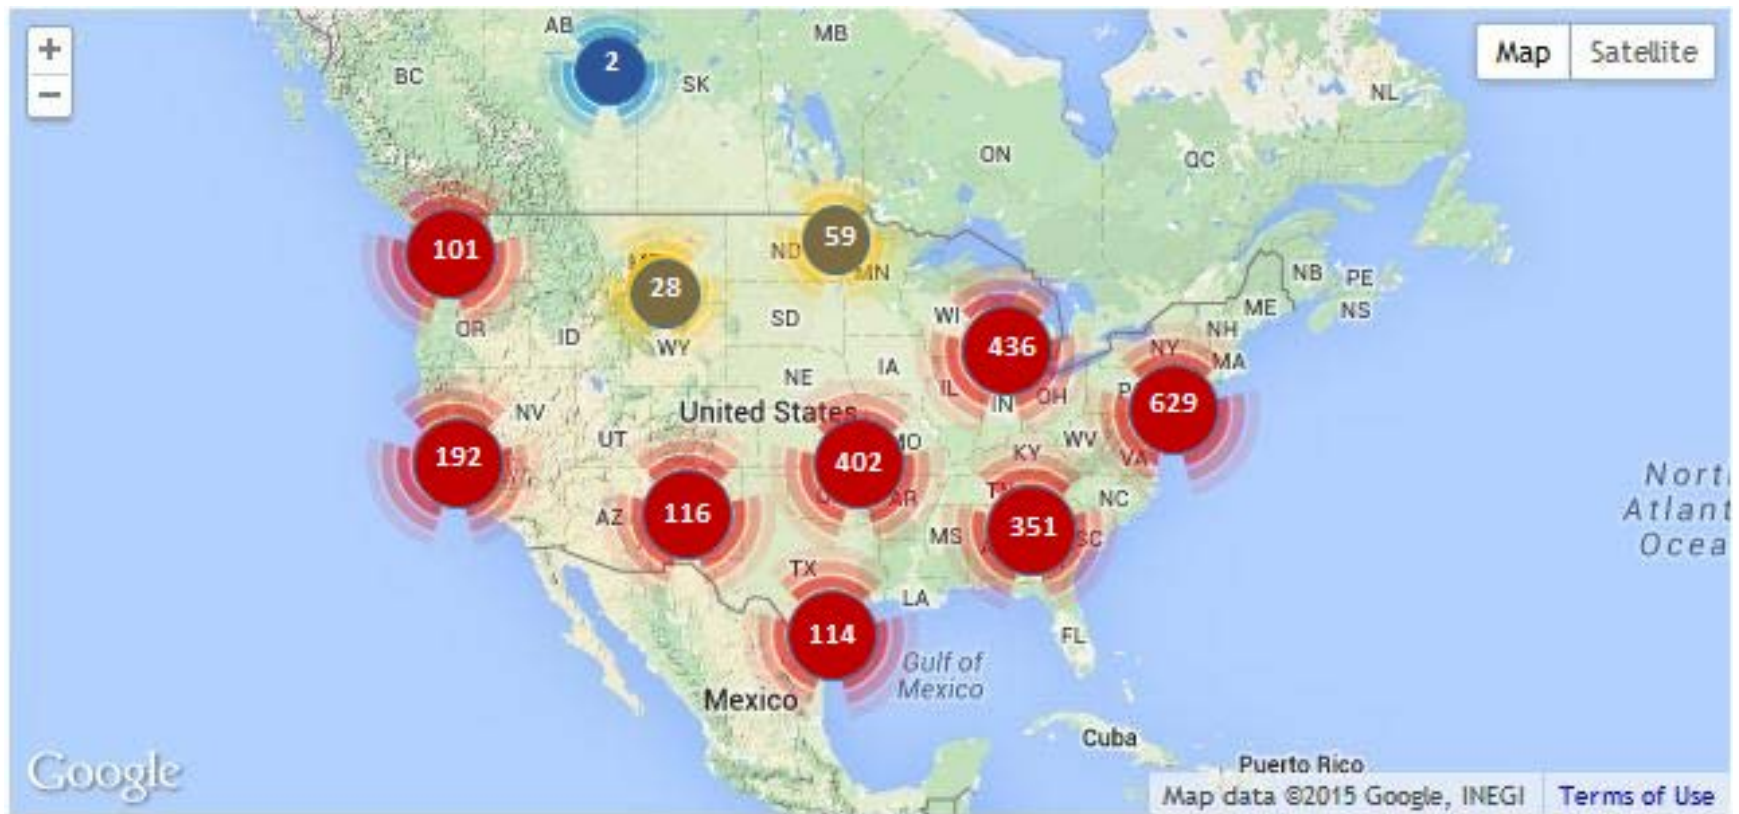 +
−
AB
MB
Map
Satellite
2
BC
SK
NL
ON
QC
101
59
ND
MN
28
NB
PE
ME
NS
OR
ID
SD
WI
NH
WY
436
NY
MA
IA
NE
IL
IN
OH
629
NV
United States
UT
WV
KY
VA
192
402
MO
AR
NC
116
AZ
351
MS
SC
TX
LA
114
FL
Gulf of
Mexico
Mexico
Cuba
Puerto Rico
Google
Map data ©2015 Google, INEGI
Terms of Use